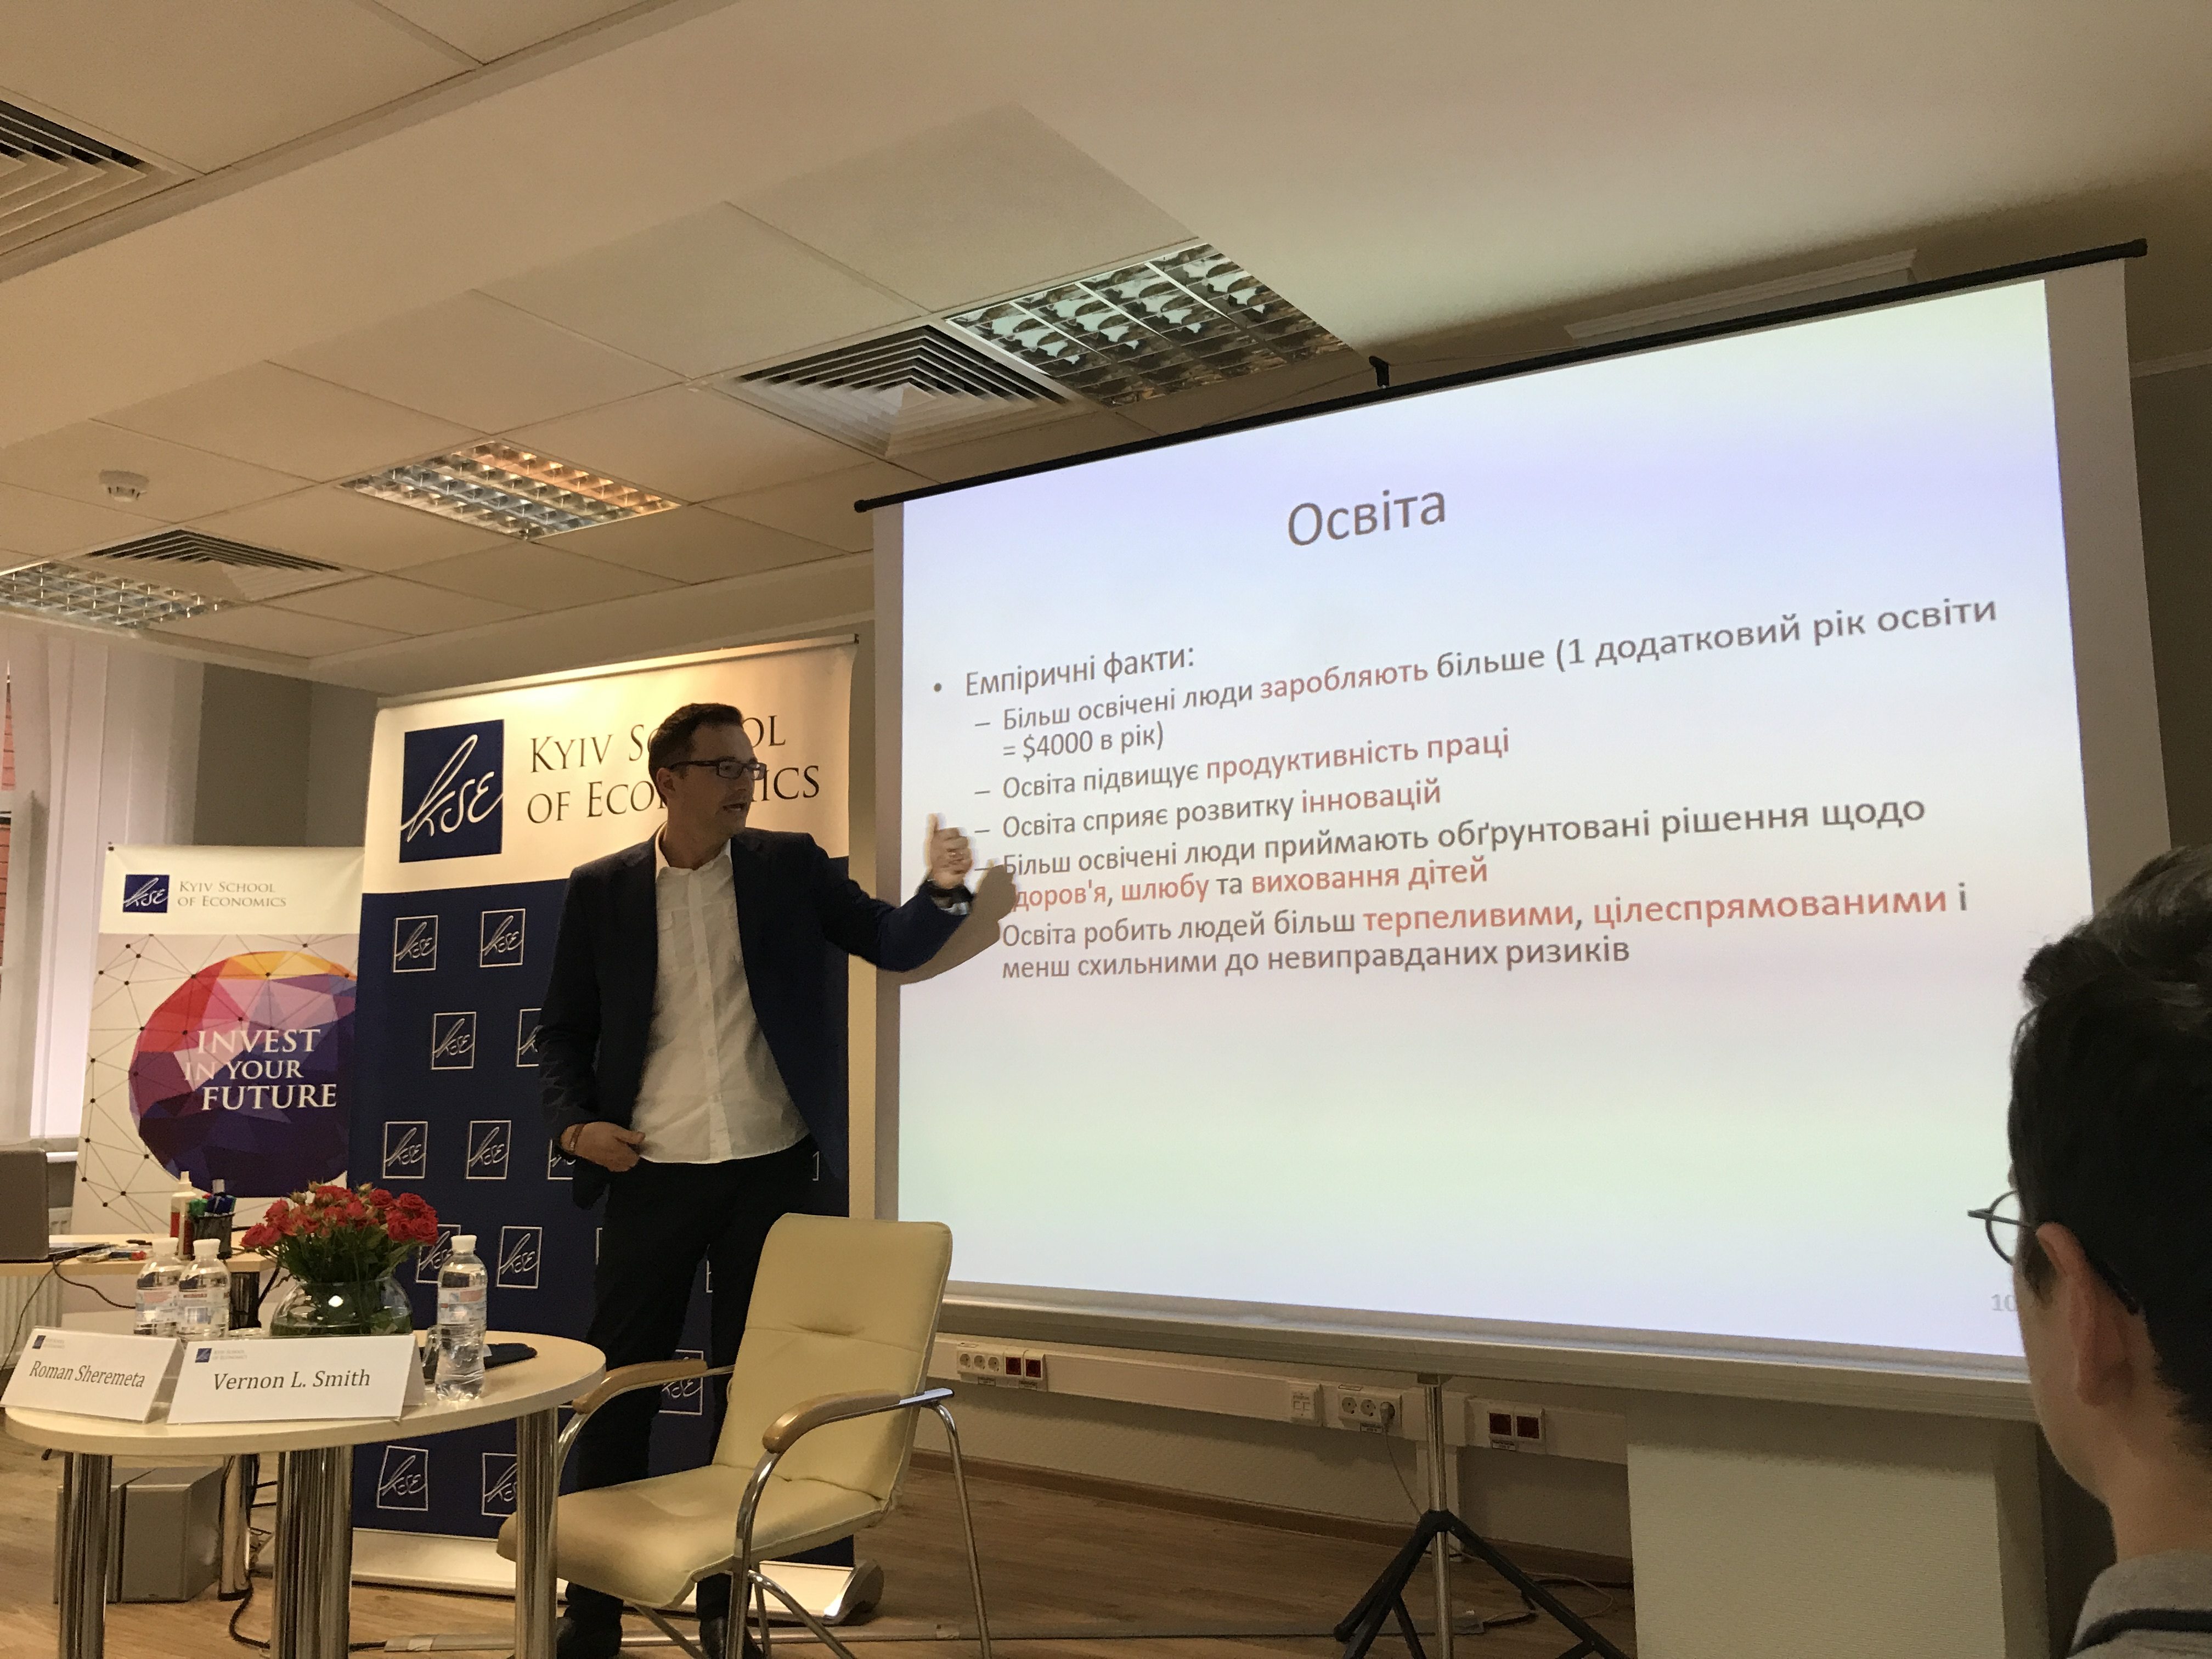 Освіта
• Емпіричні факти:
– Більш освічені люди заробляють більше (1 додатковий рік освіти
= $4000 в рік)
– Освіта підвищує продуктивність праці
– Освіта сприяє розвитку інновацій
– Більш освічені люди приймають обґрунтовані рішення щодо
доров'я, шлюбу та виховання дітей
Освіта робить людей більш терпеливими, цілеспрямованими і
менш схильними до невиправданих ризиків
10
KSE
KYIV SCHOOL
OF ECONOMICS
KSE
KYIV SCHOOL
OF ECONOMICS
INVEST
IN YOUR
FUTURE
Roman Sheremeta
Vernon L. Smith